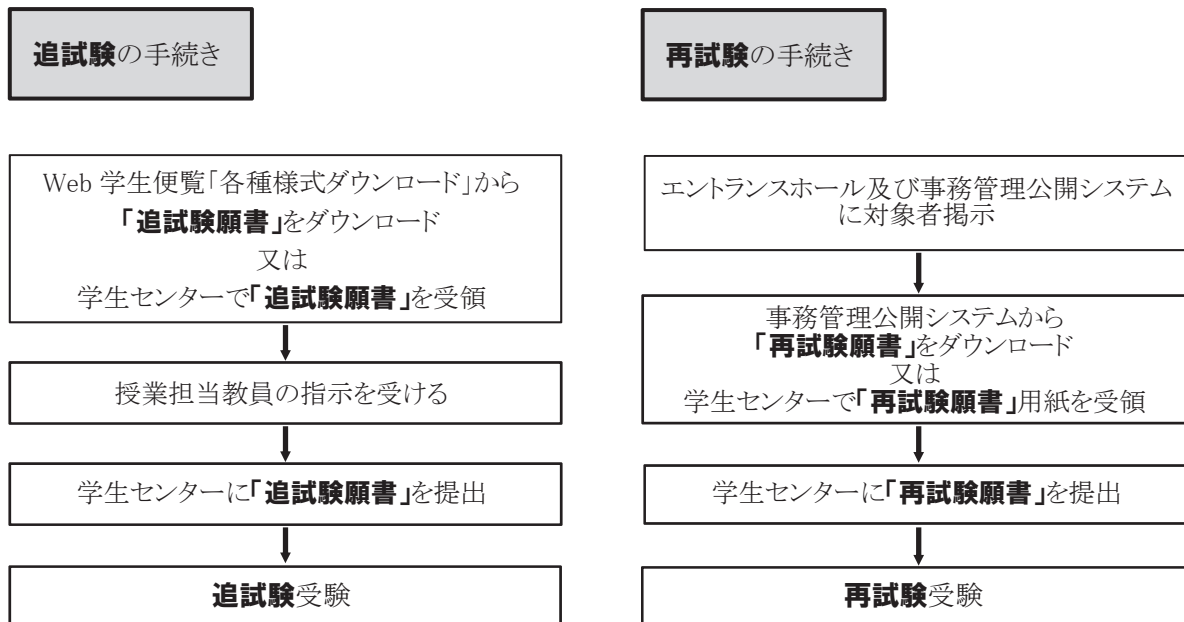 追試験の手続き
Web 学生便覧「各種様式ダウンロード」から
「追試験願書」をダウンロード
又は
学生センターで「追試験願書」を受領
授業担当教員の指示を受ける
学生センターに「追試験願書」を提出
追試験受験
再試験の手続き
エントランスホール及び事務管理公開システム
に対象者掲示
事務管理公開システムから
「再試験願書」をダウンロード
又は
学生センターで「再試験願書」用紙を受領
学生センターに「再試験願書」を提出
再試験受験